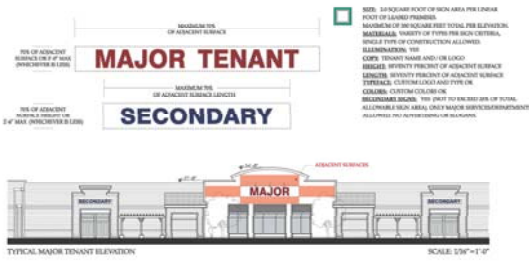 MAXIMUM 70%
OF ADJACENT SURFACE
70% OF ADJACENT
SURFACE OR 5'-0" MAX
(WHICHEVER IS LESS)
MAJOR TENANT
MAXIMUM 70%
OF ADJACENT SURFACE LENGTH
70% OF ADJACENT
SURFACE HEIGHT OR
MAX (WHICHEVER IS LESS)
SECONDARY
SIZE: 2.0 SQUARE FOOT OF SIGN AREA PER LINEAR
FOOT OF LEASED PREMISES.
MAXIMUM OF 300 SQUARE FEET TOTAL PER ELEVATION.
MATERIALS: VARIETY OF TYPES PER SIGN CRITERIA,
SINGLE TYPE OF CONSTRUCTION ALLOWED.
ILLUMINATION: YES
COPY: TENANT NAME AND / OR LOGO
HEIGHT: SEVENTY PERCENT OF ADJACENT SURFACE
LENGTH: SEVENTY PERCENT OF ADJACENT SURFACE
TYPEFACE: CUSTOM LOGO AND TYPE OK
COLORS: CUSTOM COLORS OK
SECONDARY SIGNS: YES (NOT TO EXCEED 25% OF TOTAL
ALLOWABLE SIGN AREA). ONLY MAJOR SERVICES/DEPARTMENTS
ALLOWED. NO ADVERTISING OR SLOGANS.
ADJACENT SURFACES
SECONDARY
MAJOR
SECONDARY
TYPICAL MAJOR TENANT ELEVATION
SCALE: 1/16"=1'-0"